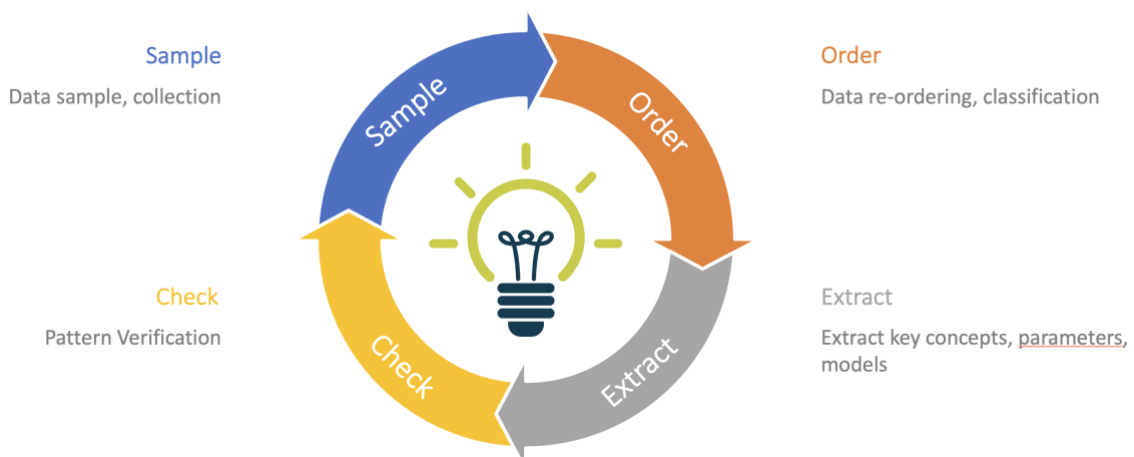 Sample
Data sample, collection
Order
Data re-ordering, classification
Sample
Order
Check
Pattern Verification
Extract
Extract key concepts, parameters,
models
Check
Extract